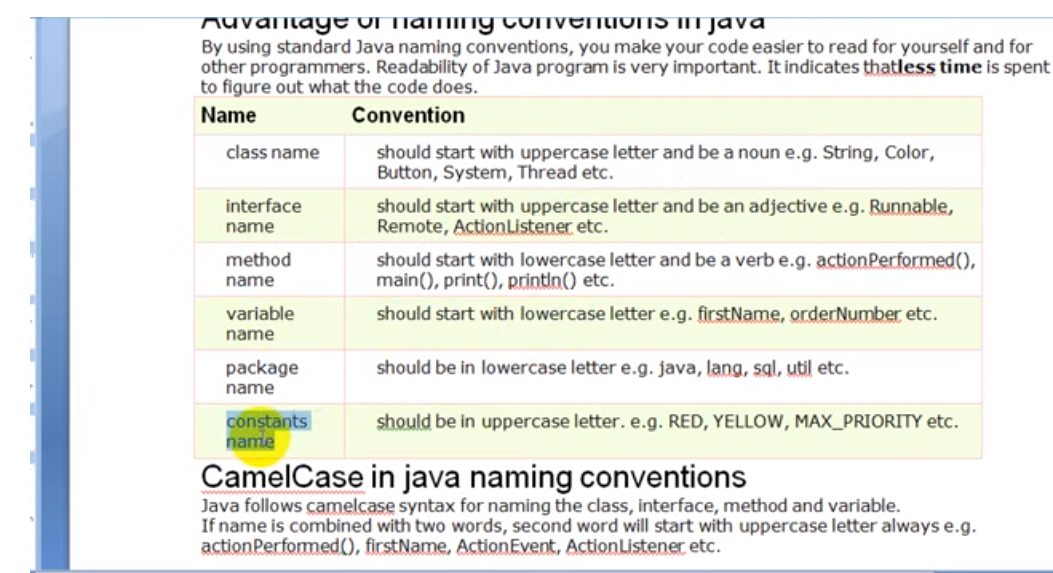 Advantage of naming conventions in java
By using standard Java naming conventions, you make your code easier to read for yourself and for
other programmers. Readability of Java program is very important. It indicates thatless time is spent
to figure out what the code does.
Name Convention
class name should start with uppercase letter and be a noun e.g. String, Color,
Button, System, Thread etc.
interface should start with uppercase letter and be an adjective e.g. Runnable,
name Remote, ActionListener etc.
method should start with lowercase letter and be a verb e.g. actionPerformed(),
name main(), print(), println() etc.
variable should start with lowercase letter e.g. firstName, orderNumber etc.
name
package should be in lowercase letter e.g. java, lang, sql, util etc.
name
constants should be in uppercase letter. e.g. RED, YELLOW, MAX_PRIORITY etc.
name
CamelCase in java naming conventions
Java follows camelcase syntax for naming the class, interface, method and variable.
If name is combined with two words, second word will start with uppercase letter always e.g.
actionPerformed(), firstName, ActionEvent, ActionListener etc.